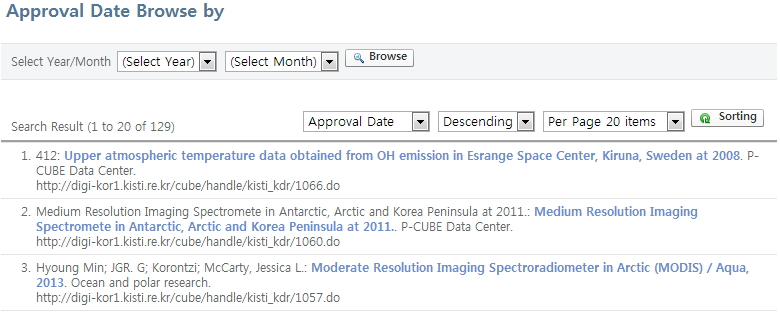 Approval Date Browse by
Select Year/Month (Select Year) (Select Month) Browse
Search Result (1 to 20 of 129) Approval Date Descending Per Page 20 items Sorting
1. 412: Upper atmospheric temperature data obtained from OH emission in Esrange Space Center, Kiruna, Sweden at 2008. P-
CUBE Data Center.
http://digi-kor1.kisti.re.kr/cube/handle/kisti_kdr/1066.do
2. Medium Resolution Imaging Spectromete in Antarctic, Arctic and Korea Peninsula at 2011.: Medium Resolution Imaging
Spectromete in Antarctic, Arctic and Korea Peninsula at 2011.. P-CUBE Data Center.
http://digi-kor1.kisti.re.kr/cube/handle/kisti_kdr/1060.do
3. Hyoung Min; JGR. G; Korontzi; McCarty, Jessica L.: Moderate Resolution Imaging Spectroradiometer in Arctic (MODIS) / Aqua,
2013. Ocean and polar research.
http://digi-kor1.kisti.re.kr/cube/handle/kisti_kdr/1057.do